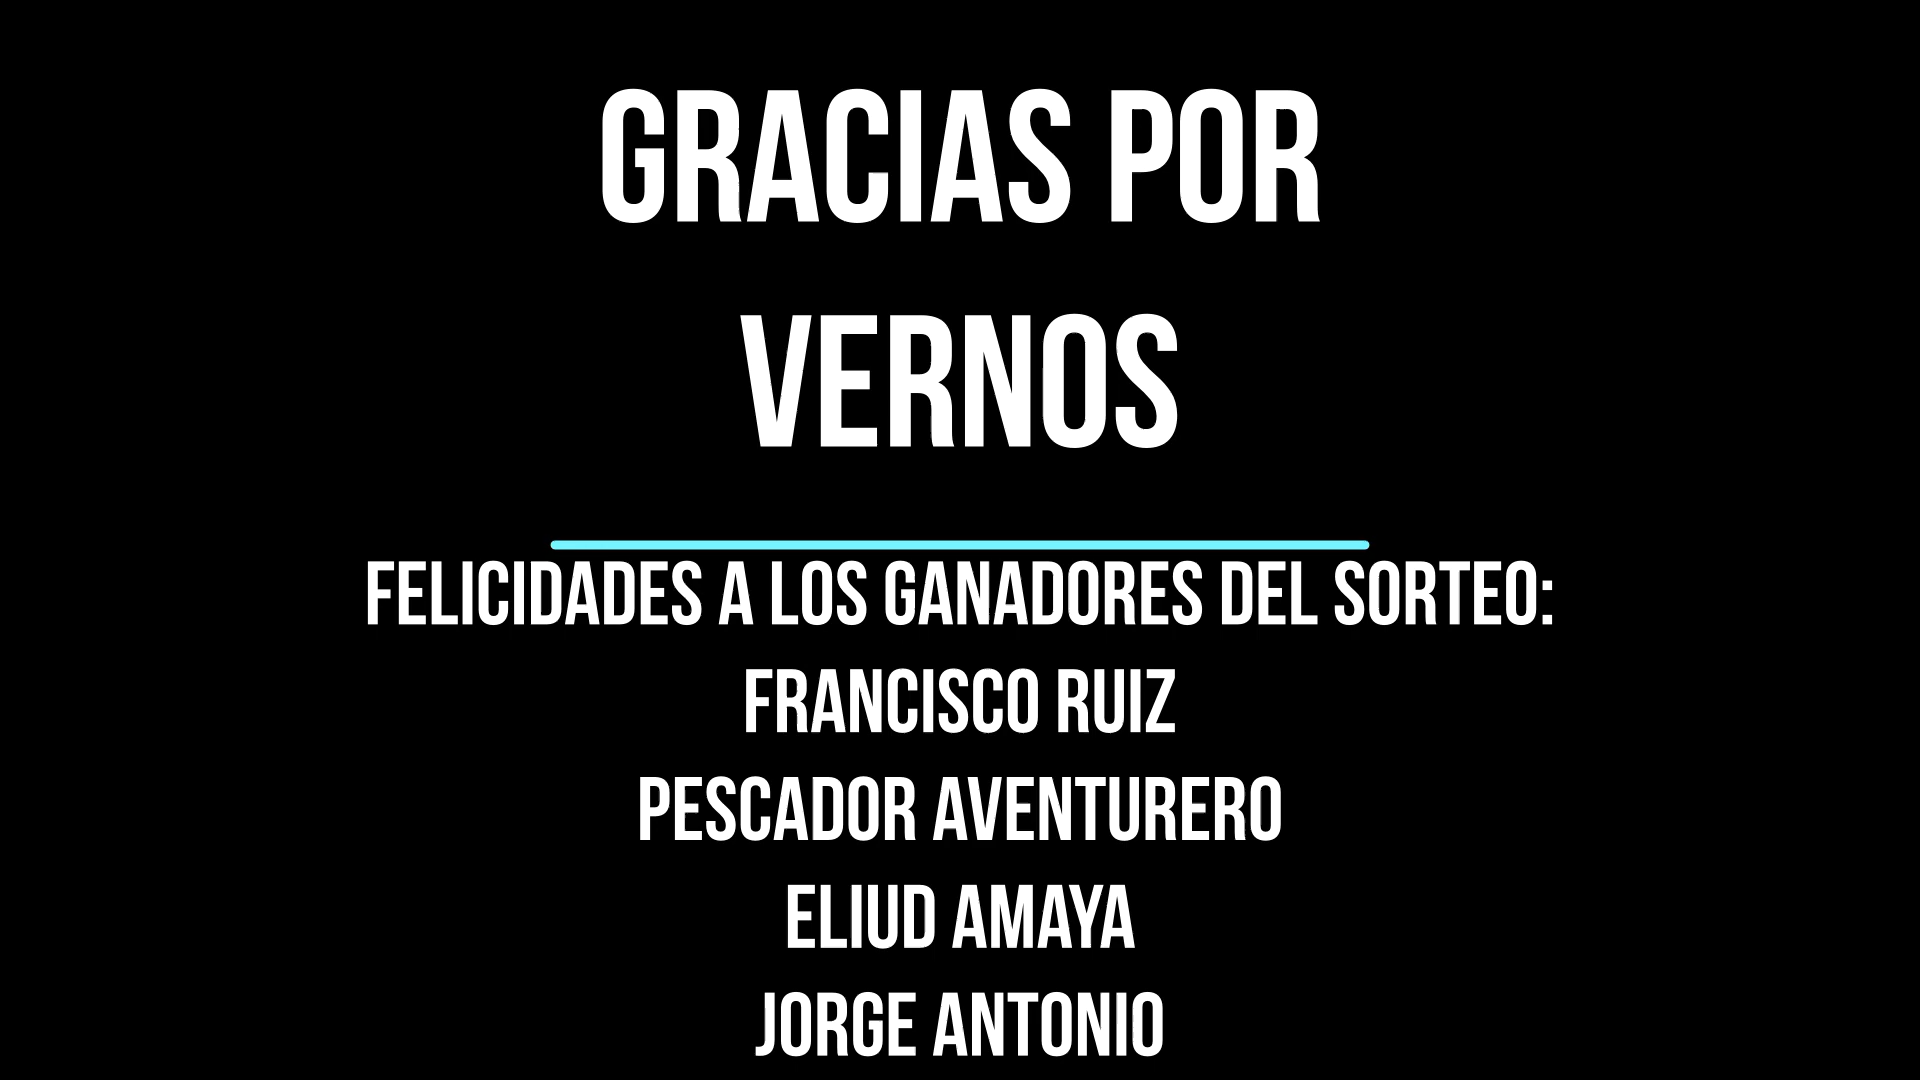 GRACIAS POR
VERNOS
FELICIDADES A LOS GANADORES DEL SORTEO:
FRANCISCO RUIZ
PESCADOR AVENTURERO
ELIUD AMAYA
JORGE ANTONIO